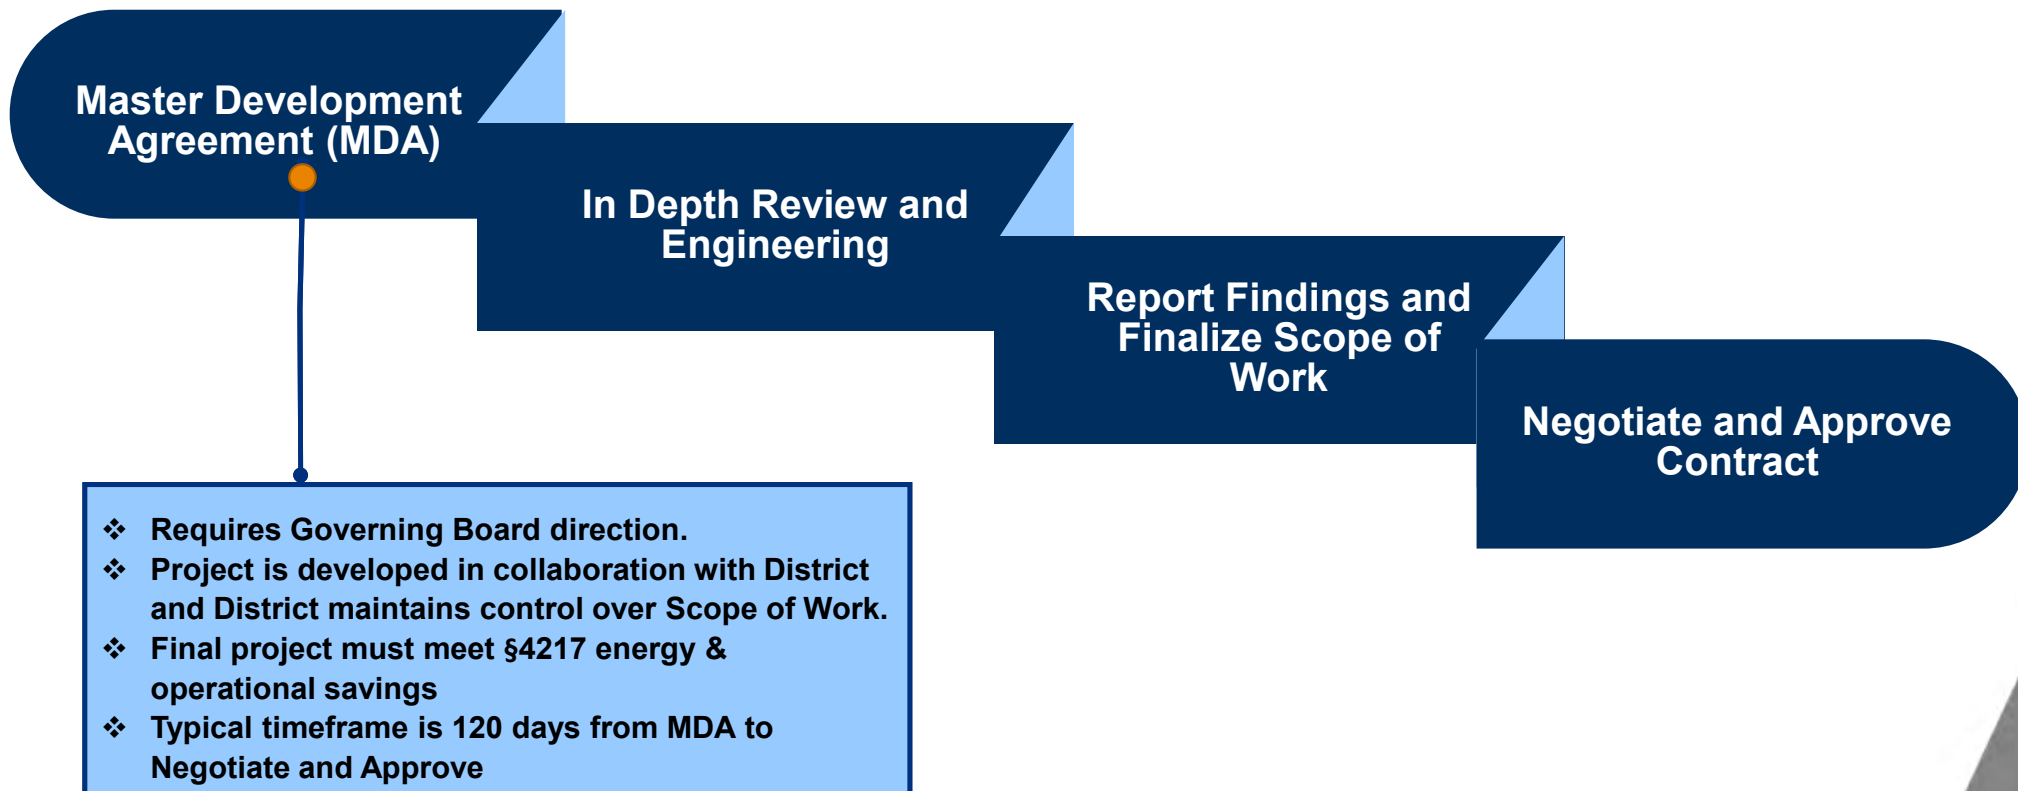 Master Development
Agreement (MDA)
In Depth Review and
Engineering
Report Findings and
Finalize Scope of
Work
Negotiate and Approve
Contract
❖ Requires Governing Board direction.
❖ Project is developed in collaboration with District
and District maintains control over Scope of Work.
❖ Final project must meet §4217 energy &
operational savings
❖ Typical timeframe is 120 days from MDA to
Negotiate and Approve